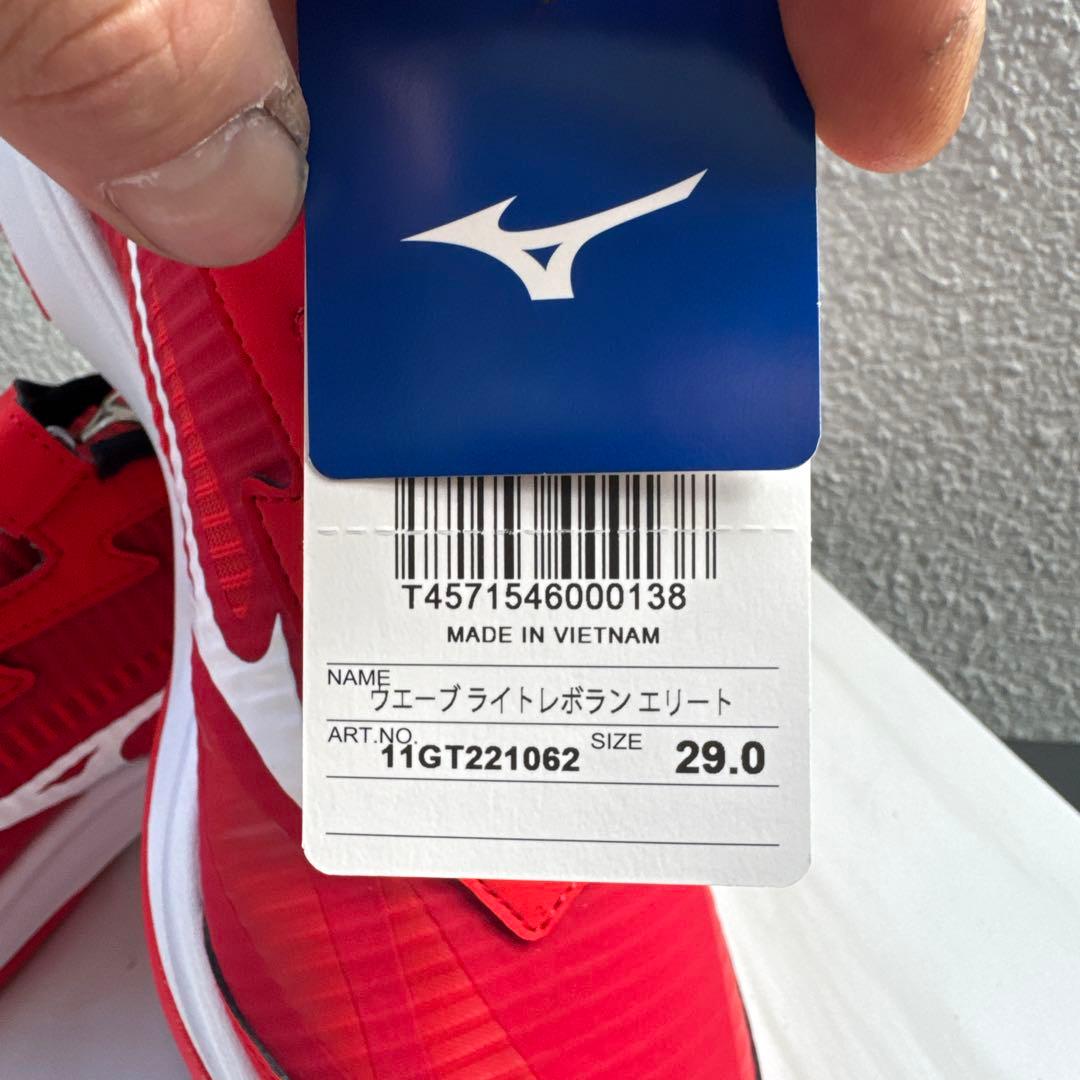 T4571546000138
MADE IN VIETNAM
NAME
ウエーブ ライトレボラン エリート
ART.NO.
11GT221062
SIZE
29.0